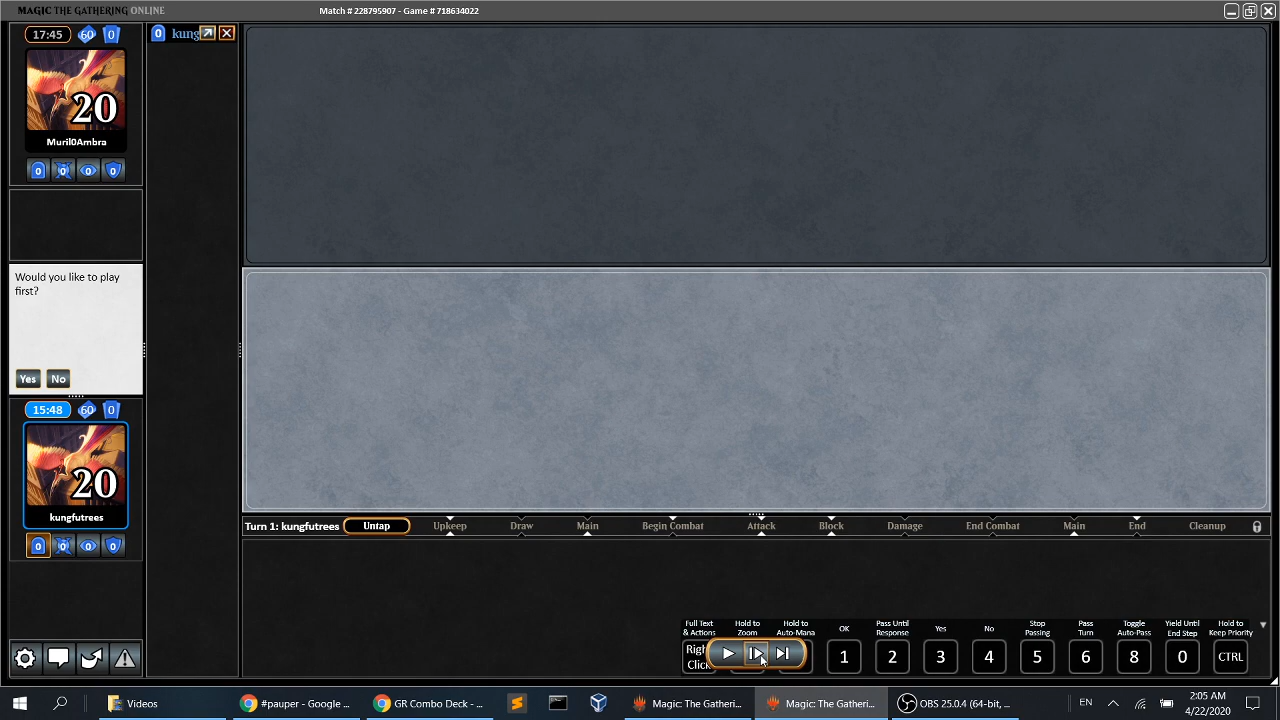 MAGIC: THE GATHERING ONLINE
Match # 228795907 - Game # 718634022
17:45 60 0
20
Muril0Ambra
0 0 0 0
0 kung
Would you like to play
first?
Yes No
15:48 60 0
20
kungfutrees
0 0 0 0
Turn 1: kungfutrees Untap Upkeep Draw Main Begin Combat Attack Block Damage End Combat Main End Cleanup
Full Text
& Actions
Hold to
Zoom
Hold to
Auto-Mana
OK
Pass Until
Response
Yes
No
Stop
Passing
Pass
Turn
Toggle
Auto-Pass
Yield Until
End Step
Hold to
Keep Priority
Righ
Click
1 2 3 4 5 6 8 0 CTRL
Videos
#pauper - Google ...
GR Combo Deck - ...
Magic: The Gatheri...
Magic: The Gatheri...
OBS 25.0.4 (64-bit, ...
EN
2:05 AM
4/22/2020